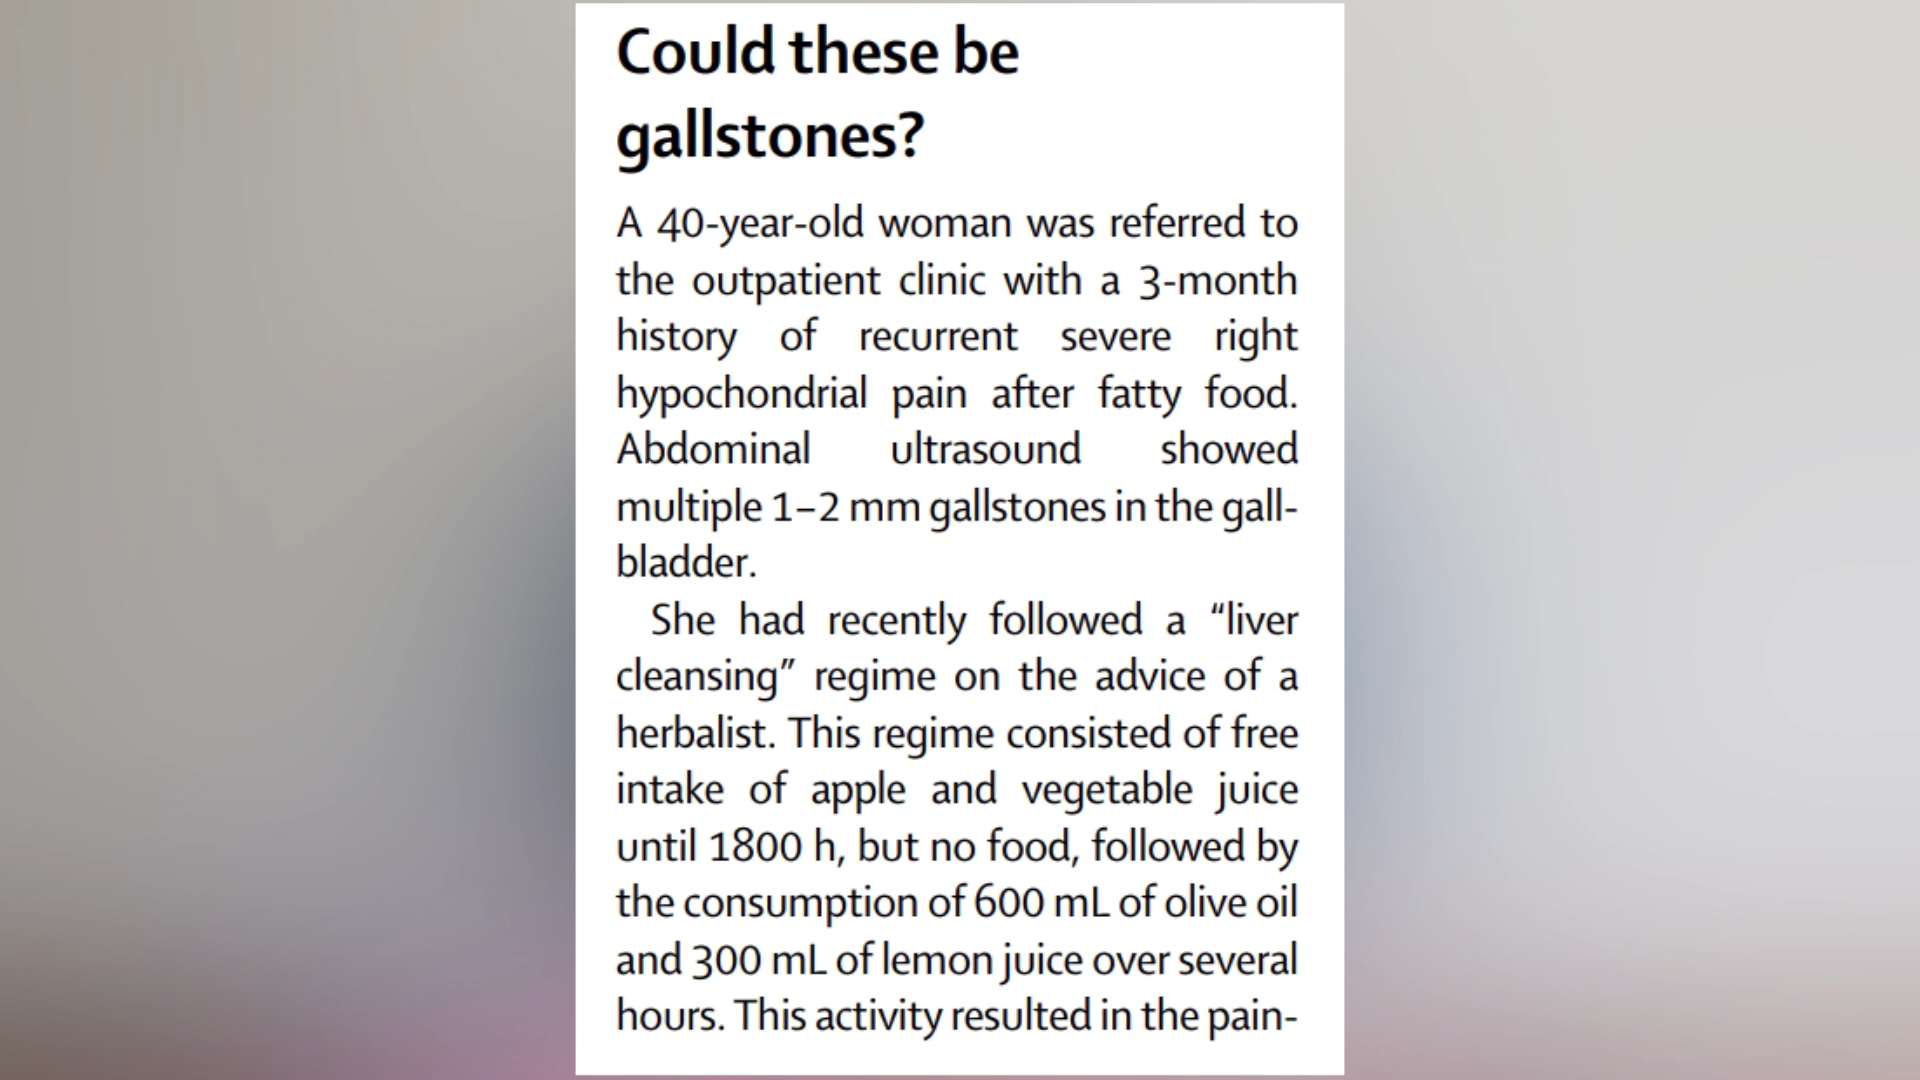 Could these be
gallstones?
A 40-year-old woman was referred to
the outpatient clinic with a 3-month
history of recurrent severe right
hypochondrial pain after fatty food.
Abdominal ultrasound showed
multiple 1–2 mm gallstones in the gall-
bladder.
She had recently followed a “liver
cleansing” regime on the advice of a
herbalist. This regime consisted of free
intake of apple and vegetable juice
until 1800 h, but no food, followed by
the consumption of 600 mL of olive oil
and 300 mL of lemon juice over several
hours. This activity resulted in the pain-